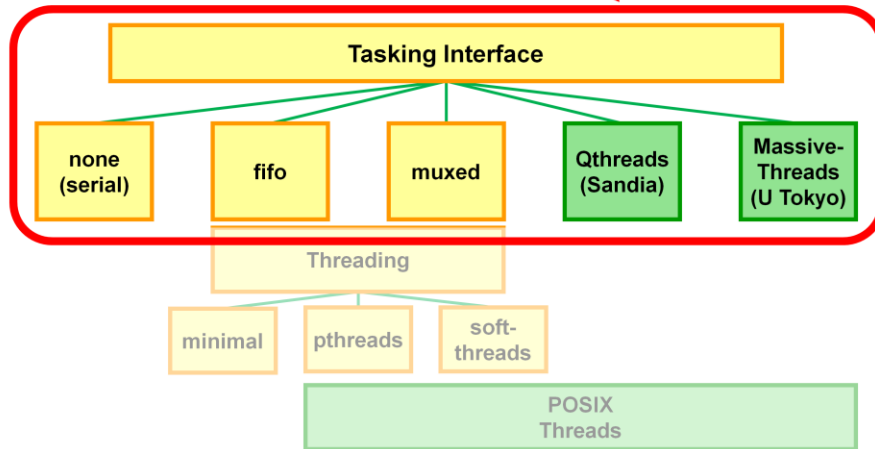 Tasking Interface
none
(serial)
fifo
muxed
Qthreads
(Sandia)
Massive-
Threads
(U Tokyo)
Threading
minimal
pthreads
soft-
threads
POSIX
Threads